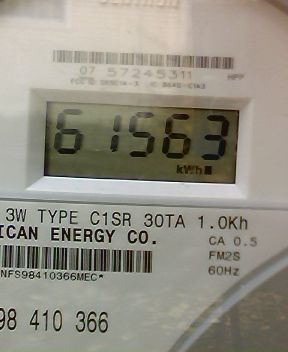 07 57245311 HPF
61563
kWh
3W TYPE C1SR 30TA 1.0Kh
ICAN ENERGY CO.
CA 0.5
FM2S
60Hz
NFS98410366MEC*
98 410 366